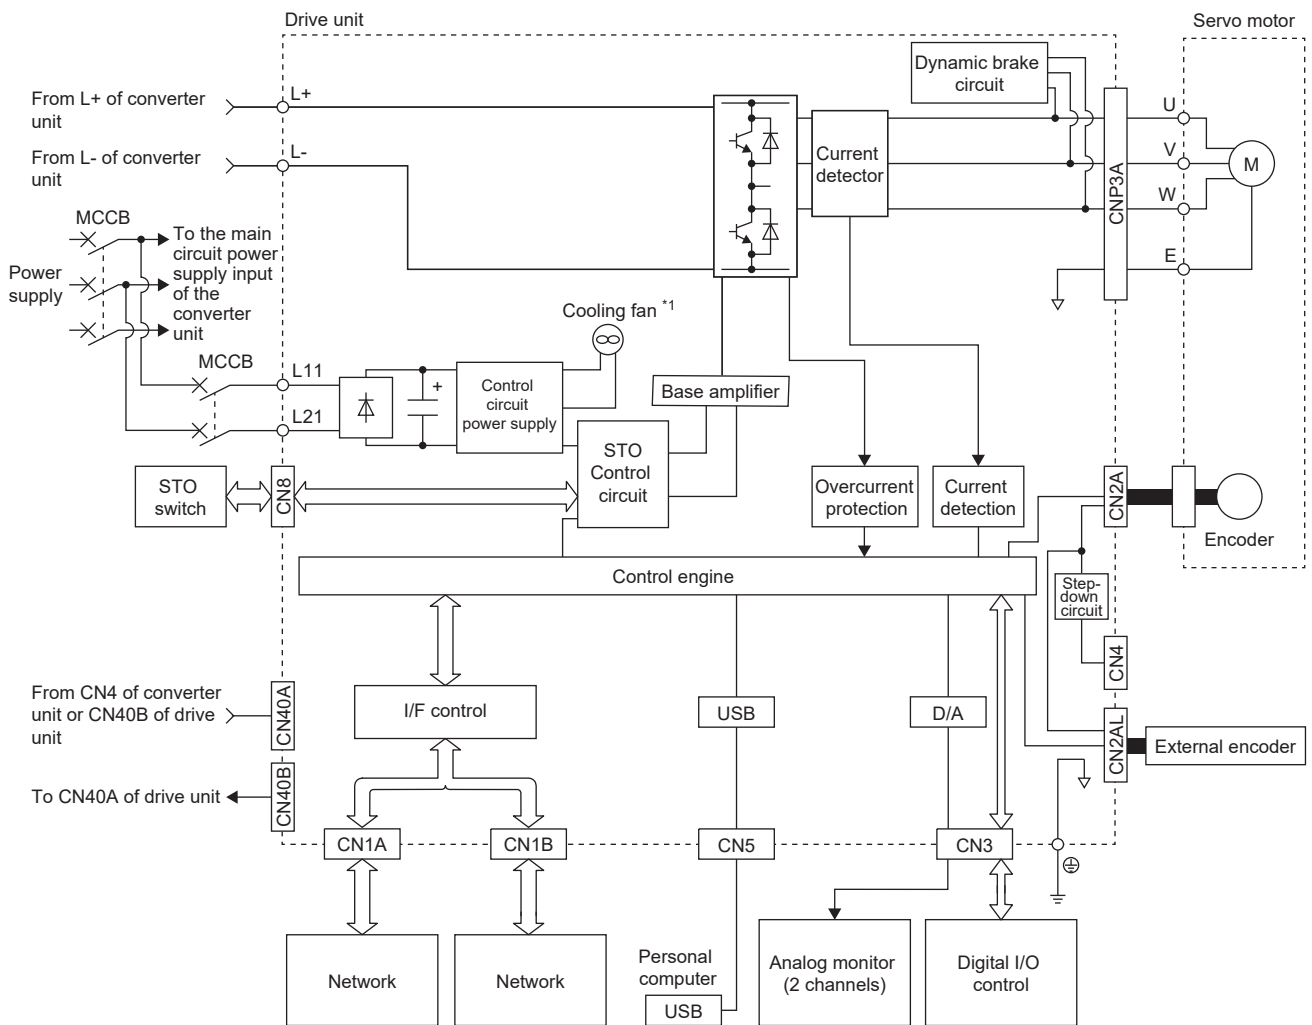 Drive unit
Servo motor
Dynamic brake
circuit
From L+ of converter
unit
L+
U
From L- of converter
unit
L-
Current
detector
V
M
CNP3A
W
MCCB
To the main
circuit power
supply input
of the
converter
unit
Power
supply
E
Cooling fan *1
MCCB
L11
+
Control
circuit
power supply
Base amplifier
L21
STO
Control
circuit
STO
switch
CN8
Overcurrent
protection
Current
detection
CN2A
Encoder
Control engine
Step-
down
circuit
CN4
From CN4 of converter
unit or CN40B of drive
unit
CN40A
I/F control
USB
D/A
CN2AL
External encoder
To CN40A of drive unit
CN40B
CN1A
CN1B
CN5
CN3
Network
Network
Personal
computer
USB
Analog monitor
(2 channels)
Digital I/O
control